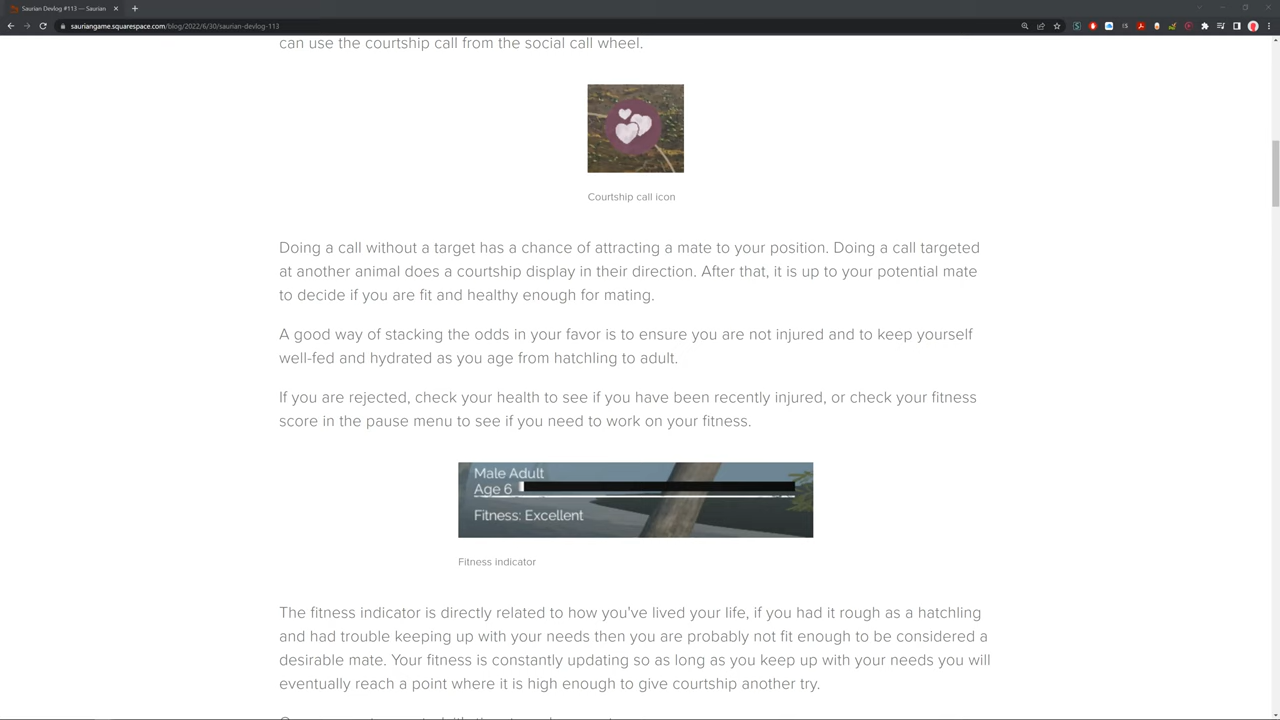 Saurian Devlog #113 — Saurian
sauriangame.squarespace.com/blog/2022/6/30/saurian-devlog-113
can use the courtship call from the social call wheel.
Courtship call icon
Doing a call without a target has a chance of attracting a mate to your position. Doing a call targeted
at another animal does a courtship display in their direction. After that, it is up to your potential mate
to decide if you are fit and healthy enough for mating.
A good way of stacking the odds in your favor is to ensure you are not injured and to keep yourself
well-fed and hydrated as you age from hatchling to adult.
If you are rejected, check your health to see if you have been recently injured, or check your fitness
score in the pause menu to see if you need to work on your fitness.
Male Adult
Age 6
Fitness: Excellent
Fitness indicator
The fitness indicator is directly related to how you've lived your life, if you had it rough as a hatchling
and had trouble keeping up with your needs then you are probably not fit enough to be considered a
desirable mate. Your fitness is constantly updating so as long as you keep up with your needs you will
eventually reach a point where it is high enough to give courtship another try.